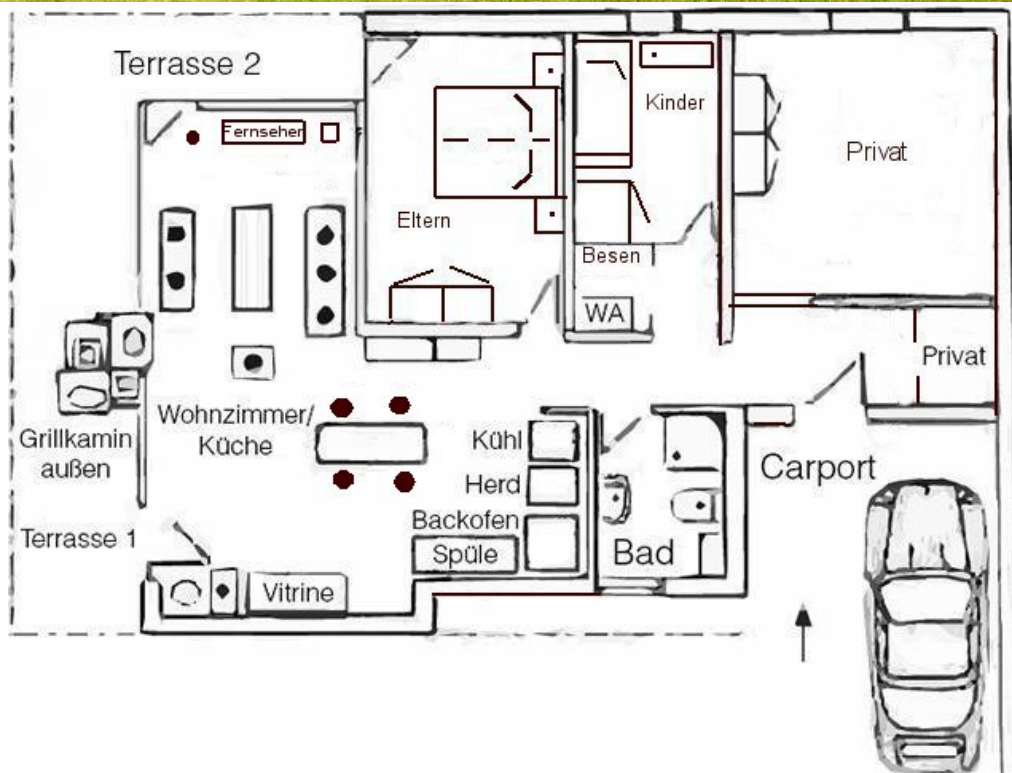 Terrasse 2
Fernseher
Kinder
Privat
Eltern
Besen
WA
Privat
Wohnzimmer/
Küche
Grillkamin
außen
Kühl
Herd
Carport
Terrasse 1
Backofen
Spüle
Bad
Vitrine